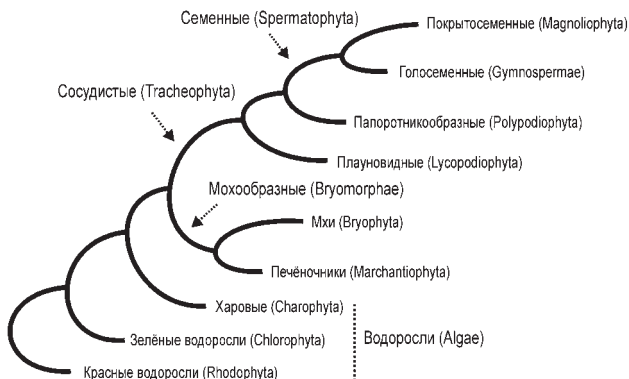 Семенные (Spermatophyta)
Покрытосеменные (Magnoliophyta)
Голосеменные (Gymnospermae)
Сосудистые (Tracheophyta)
Папоротникообразные (Polypodiophyta)
Плауновидные (Lycopodiophyta)
Мохообразные (Bryomorphae)
Мхи (Bryophyta)
Печёночники (Marchantiophyta)
Харовые (Charophyta)
Зелёные водоросли (Chlorophyta)
Водоросли (Algae)
Красные водоросли (Rhodophyta)